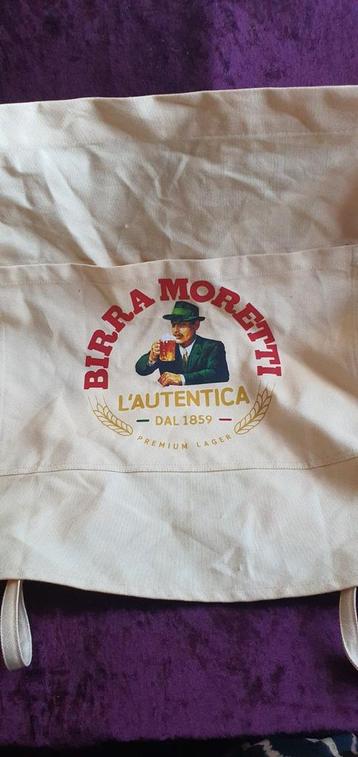 BIRRA MORETTI
L'AUTENTICA
DAL 1859
PREMIUM LAGER